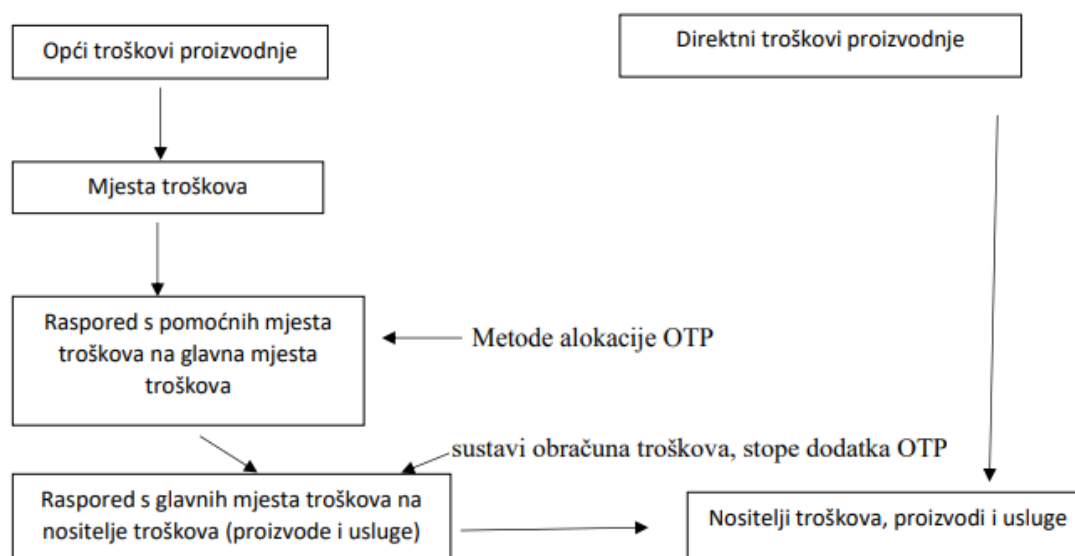 Opći troškovi proizvodnje
Direktni troškovi proizvodnje
Mjesta troškova
Raspored s pomoćnih mjesta
troškova na glavna mjesta
troškova
Metode alokacije OTP
sustavi obračuna troškova, stope dodatka OTP
Raspored s glavnih mjesta troškova na
nositelje troškova (proizvode i usluge)
Nositelji troškova, proizvodi i usluge